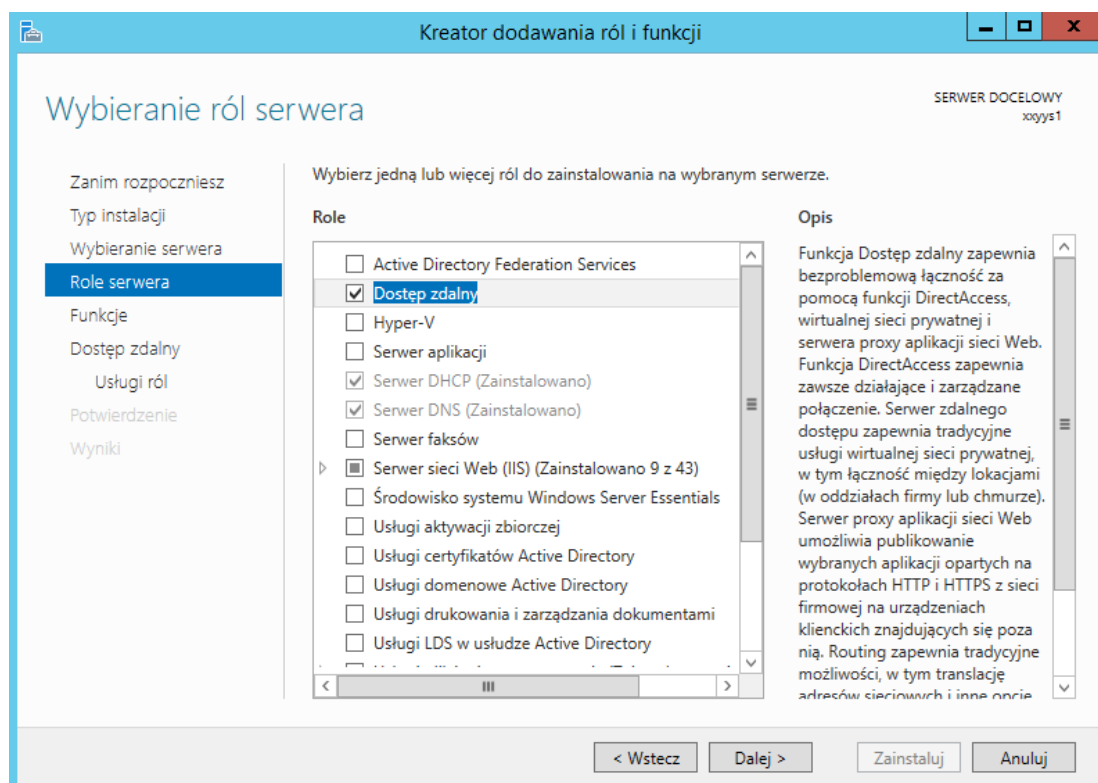 Kreator dodawania ról i funkcji
Wybieranie ról serwera
SERWER DOCELOWY
xxyys1
Zanim rozpoczniesz
Typ instalacji
Wybieranie serwera
Role serwera
Funkcje
Dostęp zdalny
Usługi ról
Potwierdzenie
Wyniki
Wybierz jedną lub więcej ról do zainstalowania na wybranym serwerze.
Role
Active Directory Federation Services
Dostęp zdalny
Hyper-V
Serwer aplikacji
Serwer DHCP (Zainstalowano)
Serwer DNS (Zainstalowano)
Serwer faksów
Serwer sieci Web (IIS) (Zainstalowano 9 z 43)
Środowisko systemu Windows Server Essentials
Usługi aktywacji zbiorczej
Usługi certyfikatów Active Directory
Usługi domenowe Active Directory
Usługi drukowania i zarządzania dokumentami
Usługi LDS w usłudze Active Directory
Opis
Funkcja Dostęp zdalny zapewnia
bezproblemową łączność za
pomocą funkcji DirectAccess,
wirtualnej sieci prywatnej i
serwera proxy aplikacji sieci Web.
Funkcja DirectAccess zapewnia
zawsze działające i zarządzane
połączenie. Serwer zdalnego
dostępu zapewnia tradycyjne
usługi wirtualnej sieci prywatnej,
w tym łączność między lokacjami
(w oddziałach firmy lub chmurze).
Serwer proxy aplikacji sieci Web
umożliwia publikowanie
wybranych aplikacji opartych na
protokołach HTTP i HTTPS z sieci
firmowej na urządzeniach
klienckich znajdujących się poza
nią. Routing zapewnia tradycyjne
możliwości, w tym translację
adresów sieciowych i inne opcje
< Wstecz
Dalej >
Zainstaluj
Anuluj